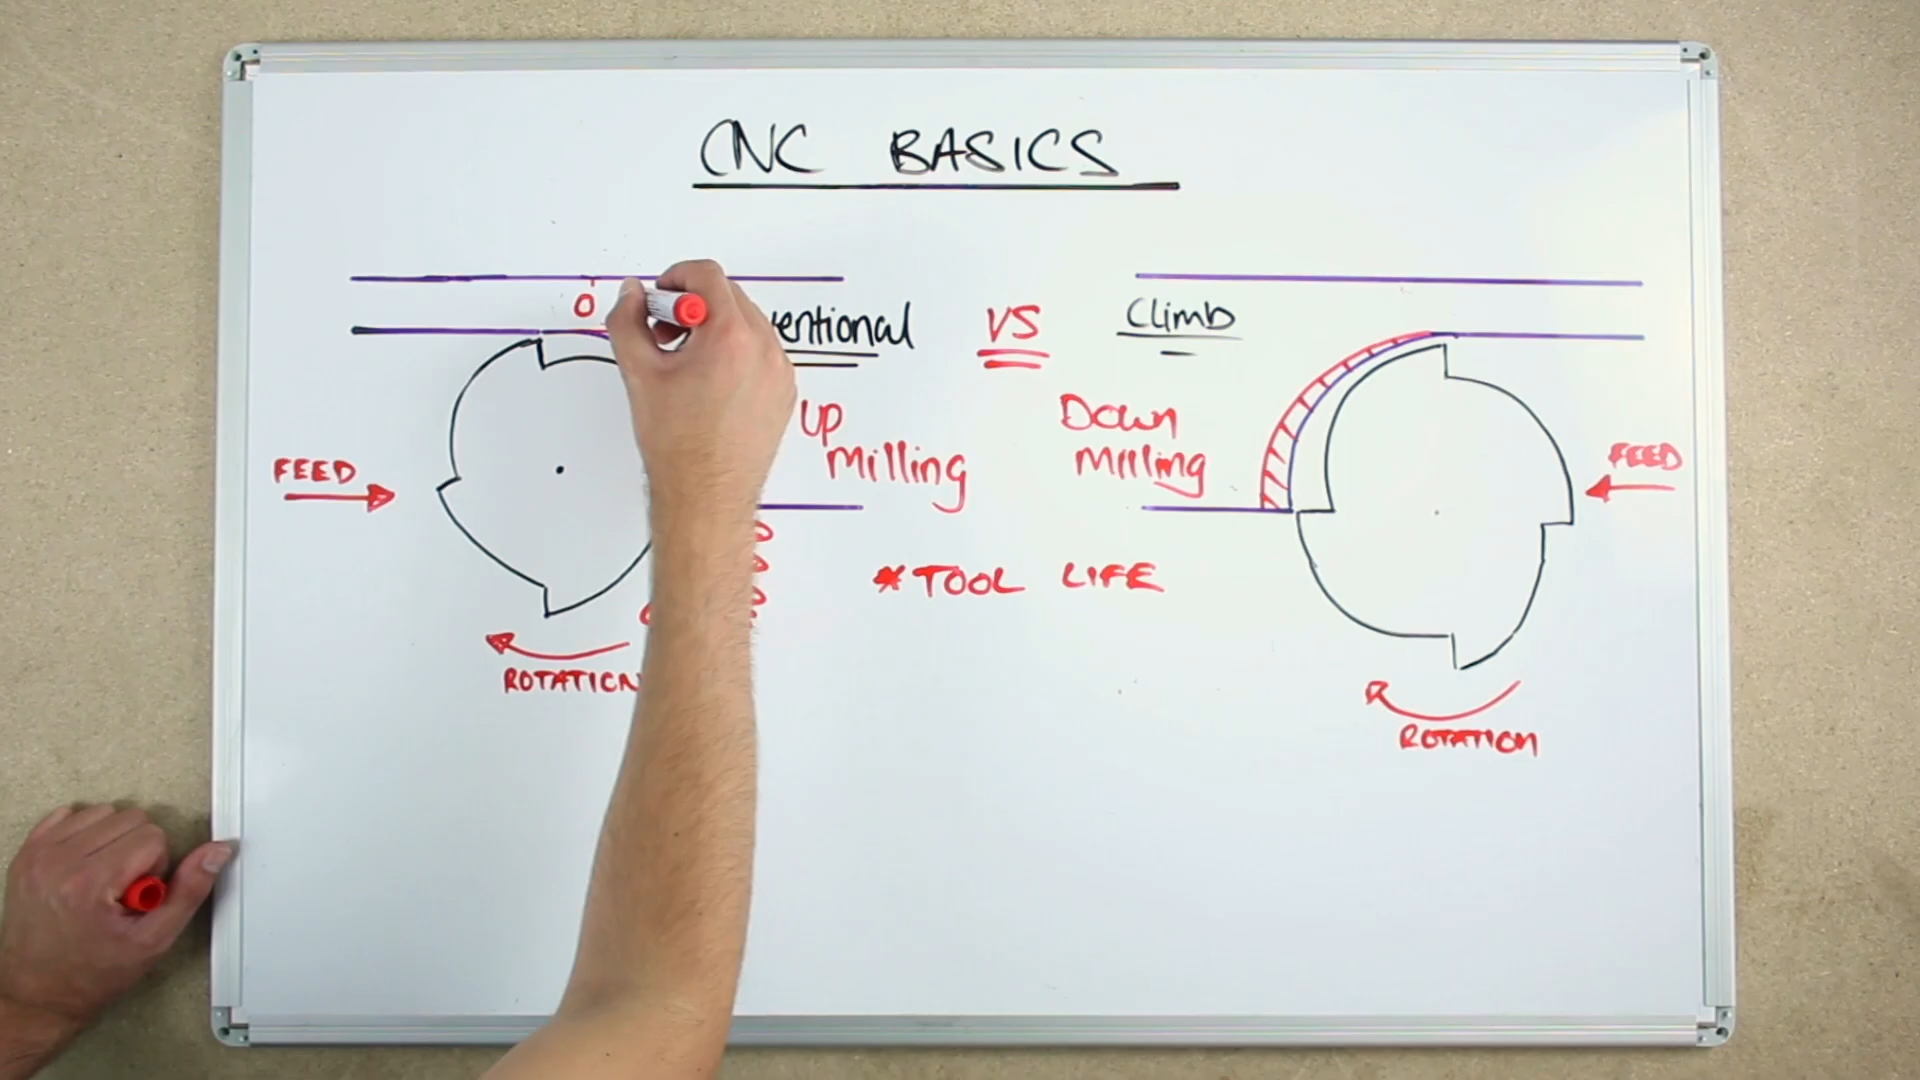 CNC BASICS
O
ventional
VS
Climb
UP
Milling
Down
Milling
FEED
FEED
*TOOL LIFE
ROTATION
ROTATION